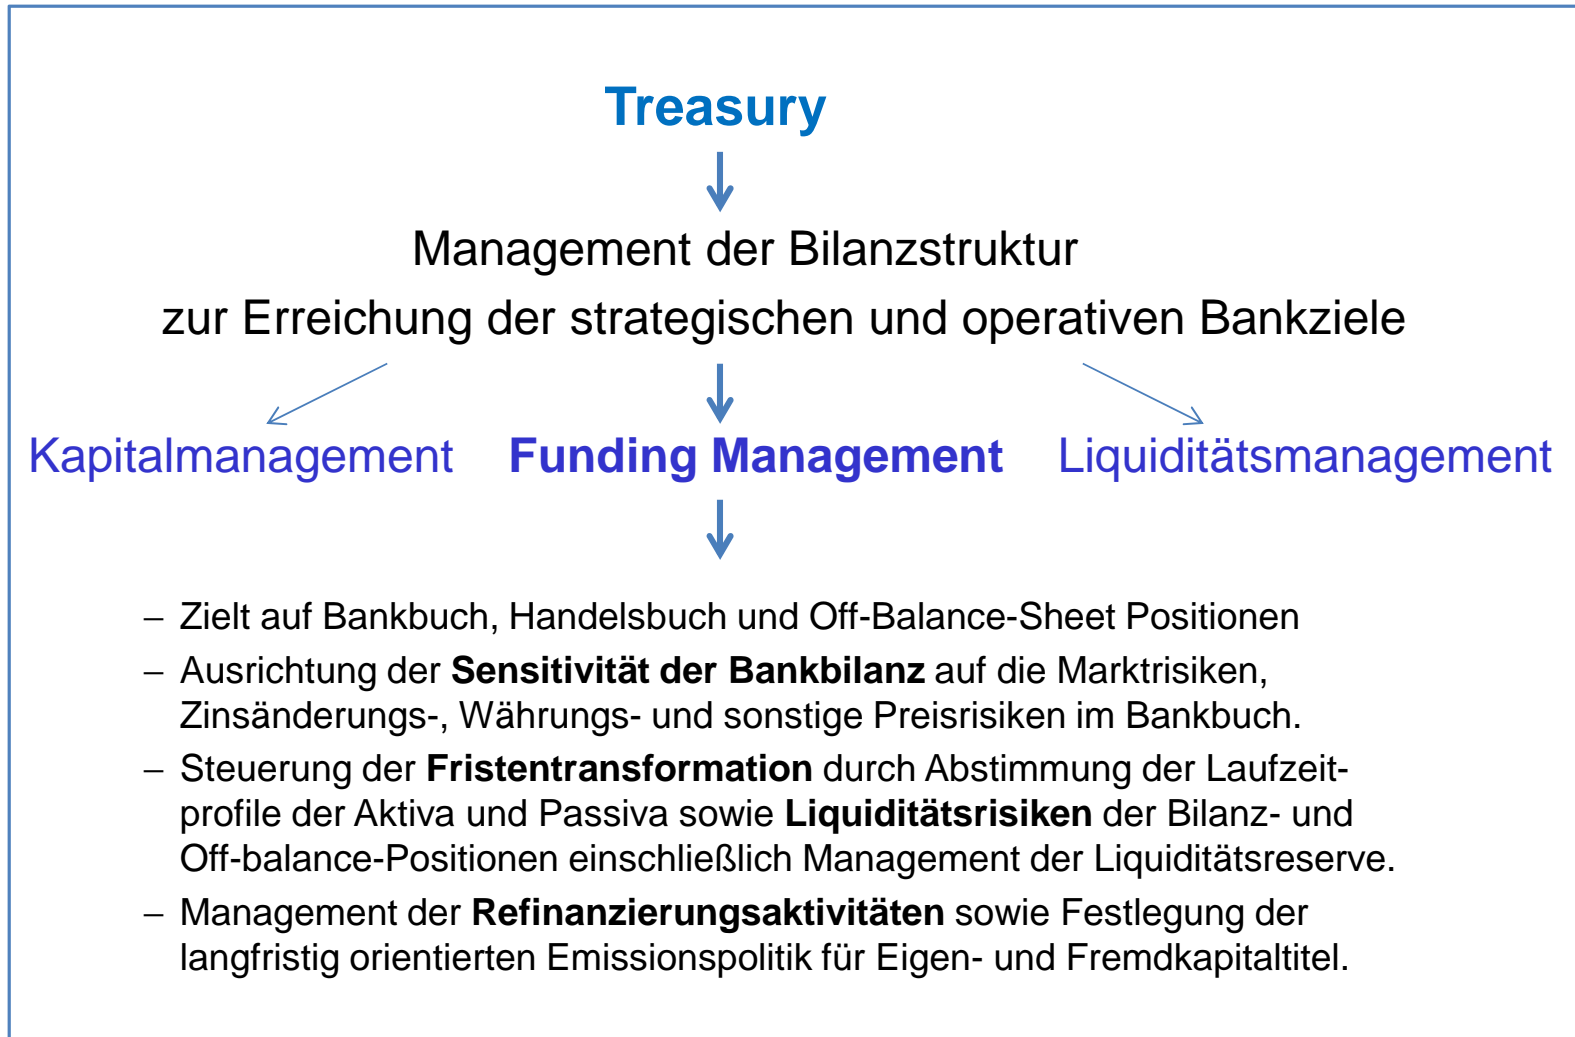 Treasury
Management der Bilanzstruktur
zur Erreichung der strategischen und operativen Bankziele
Kapitalmanagement Funding Management Liquiditätsmanagement
– Zielt auf Bankbuch, Handelsbuch und Off-Balance-Sheet Positionen
– Ausrichtung der Sensitivität der Bankbilanz auf die Marktrisiken,
Zinsänderungs-, Währungs- und sonstige Preisrisiken im Bankbuch.
– Steuerung der Fristentransformation durch Abstimmung der Laufzeit-
profile der Aktiva und Passiva sowie Liquiditätsrisiken der Bilanz- und
Off-balance-Positionen einschließlich Management der Liquiditätsreserve.
– Management der Refinanzierungsaktivitäten sowie Festlegung der
langfristig orientierten Emissionspolitik für Eigen- und Fremdkapitaltitel.